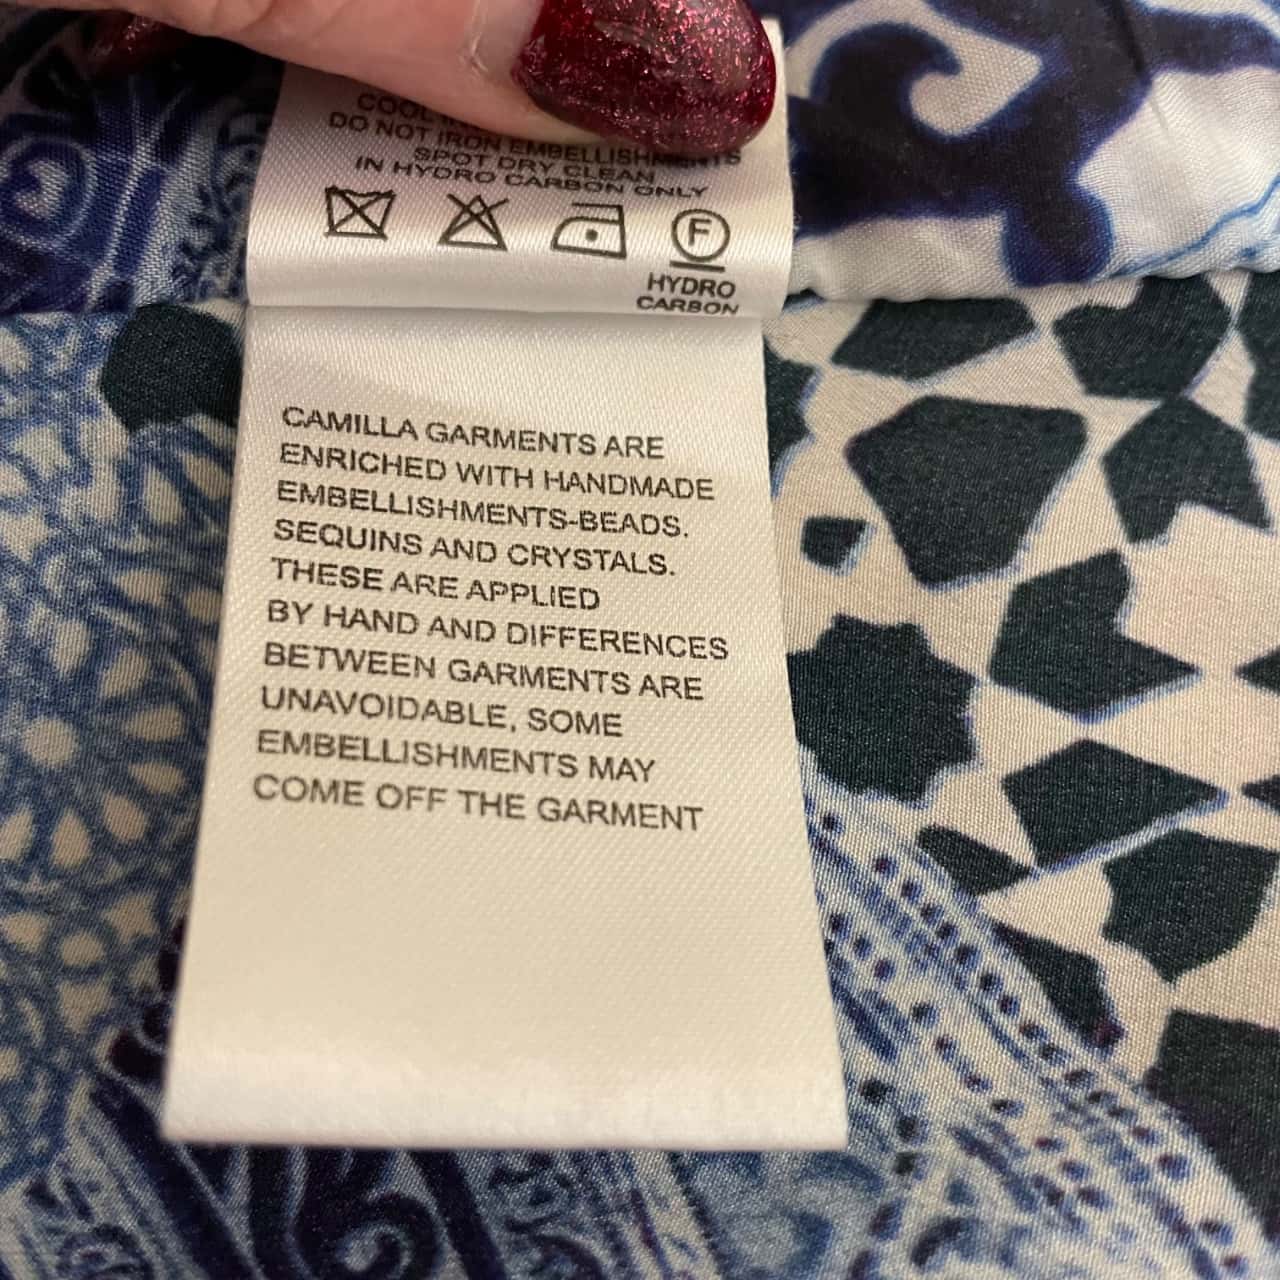 COOL
DO NOT IRON EMBELLISHMENTS
SPOT DRY CLEAN
IN HYDRO CARBON ONLY
F
HYDRO
CARBON
CAMILLA GARMENTS ARE
ENRICHED WITH HANDMADE
EMBELLISHMENTS-BEADS.
SEQUINS AND CRYSTALS.
THESE ARE APPLIED
BY HAND AND DIFFERENCES
BETWEEN GARMENTS ARE
UNAVOIDABLE, SOME
EMBELLISHMENTS MAY
COME OFF THE GARMENT